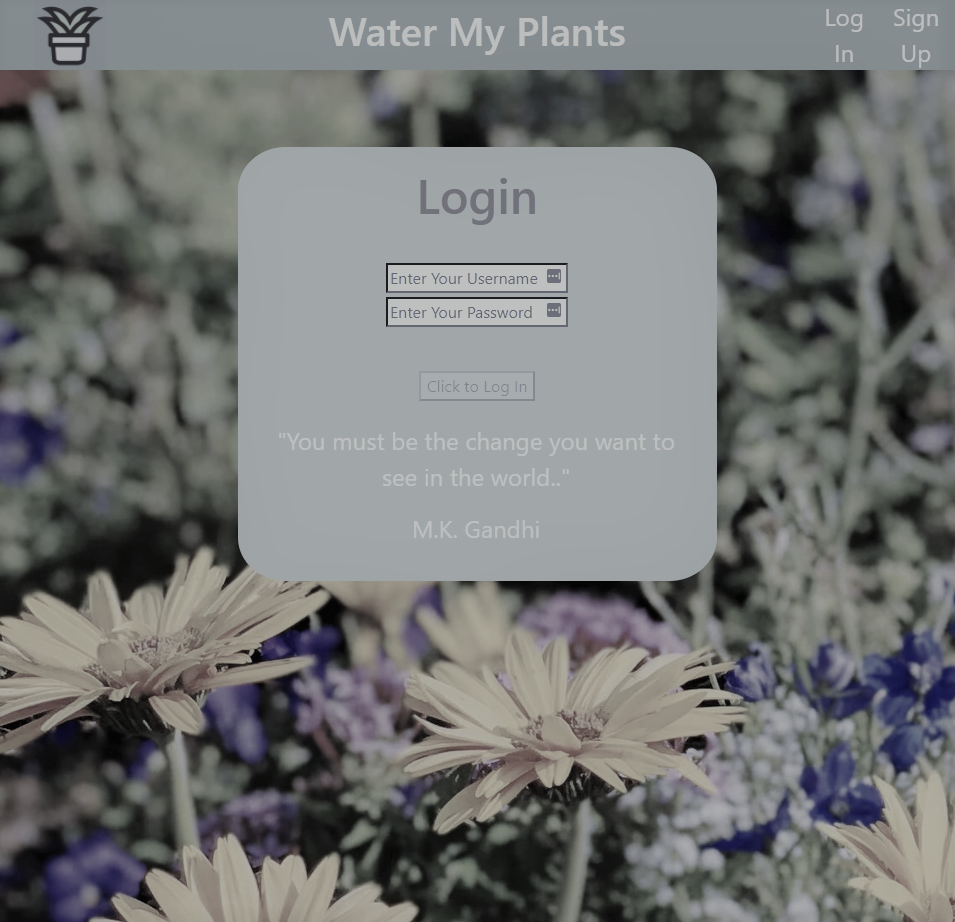 Water My Plants
Log
In
Sign
Up
Login
Enter Your Username
Enter Your Password
Click to Log In
"You must be the change you want to
see in the world.."
M.K. Gandhi